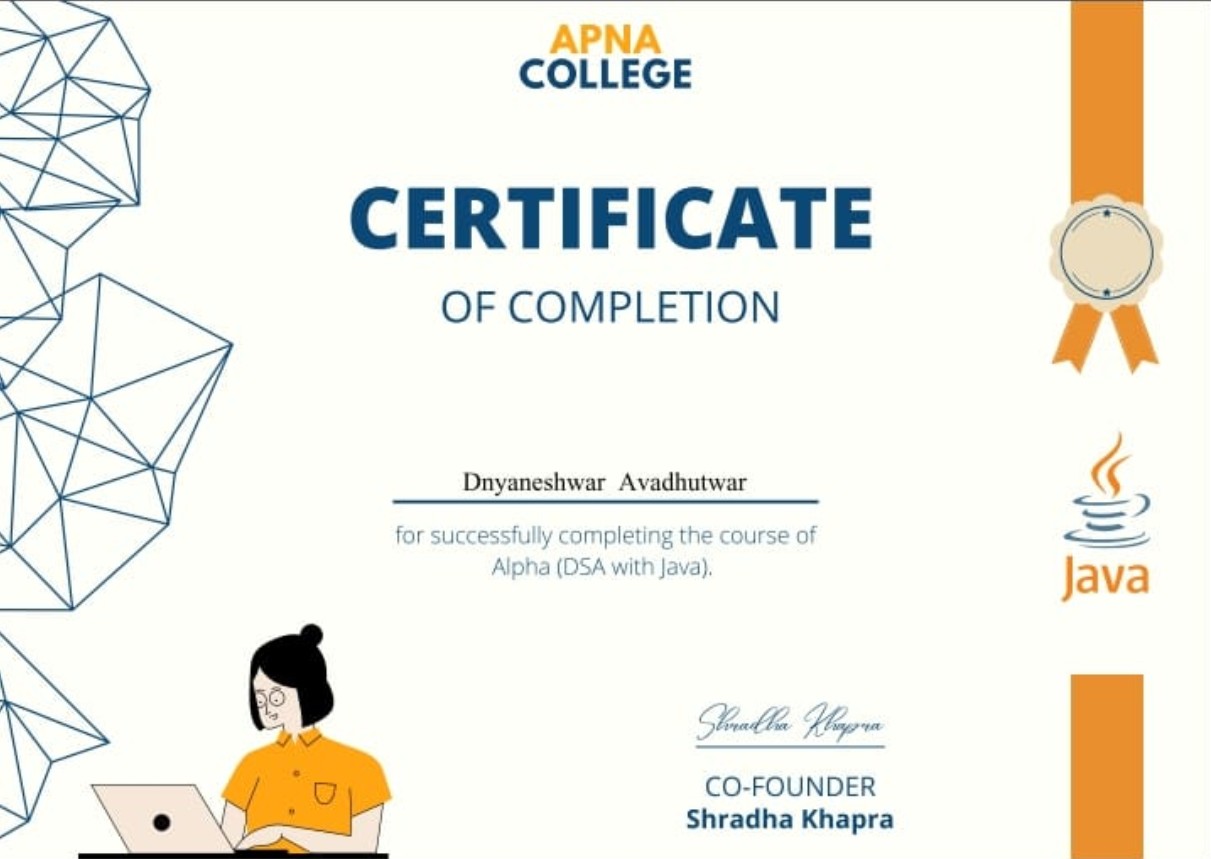 APNA
COLLEGE
CERTIFICATE
OF COMPLETION
Dnyaneshwar Avadhutwar
for successfully completing the course of
Alpha (DSA with Java).
Java
Shradha Khapra
CO-FOUNDER
Shradha Khapra